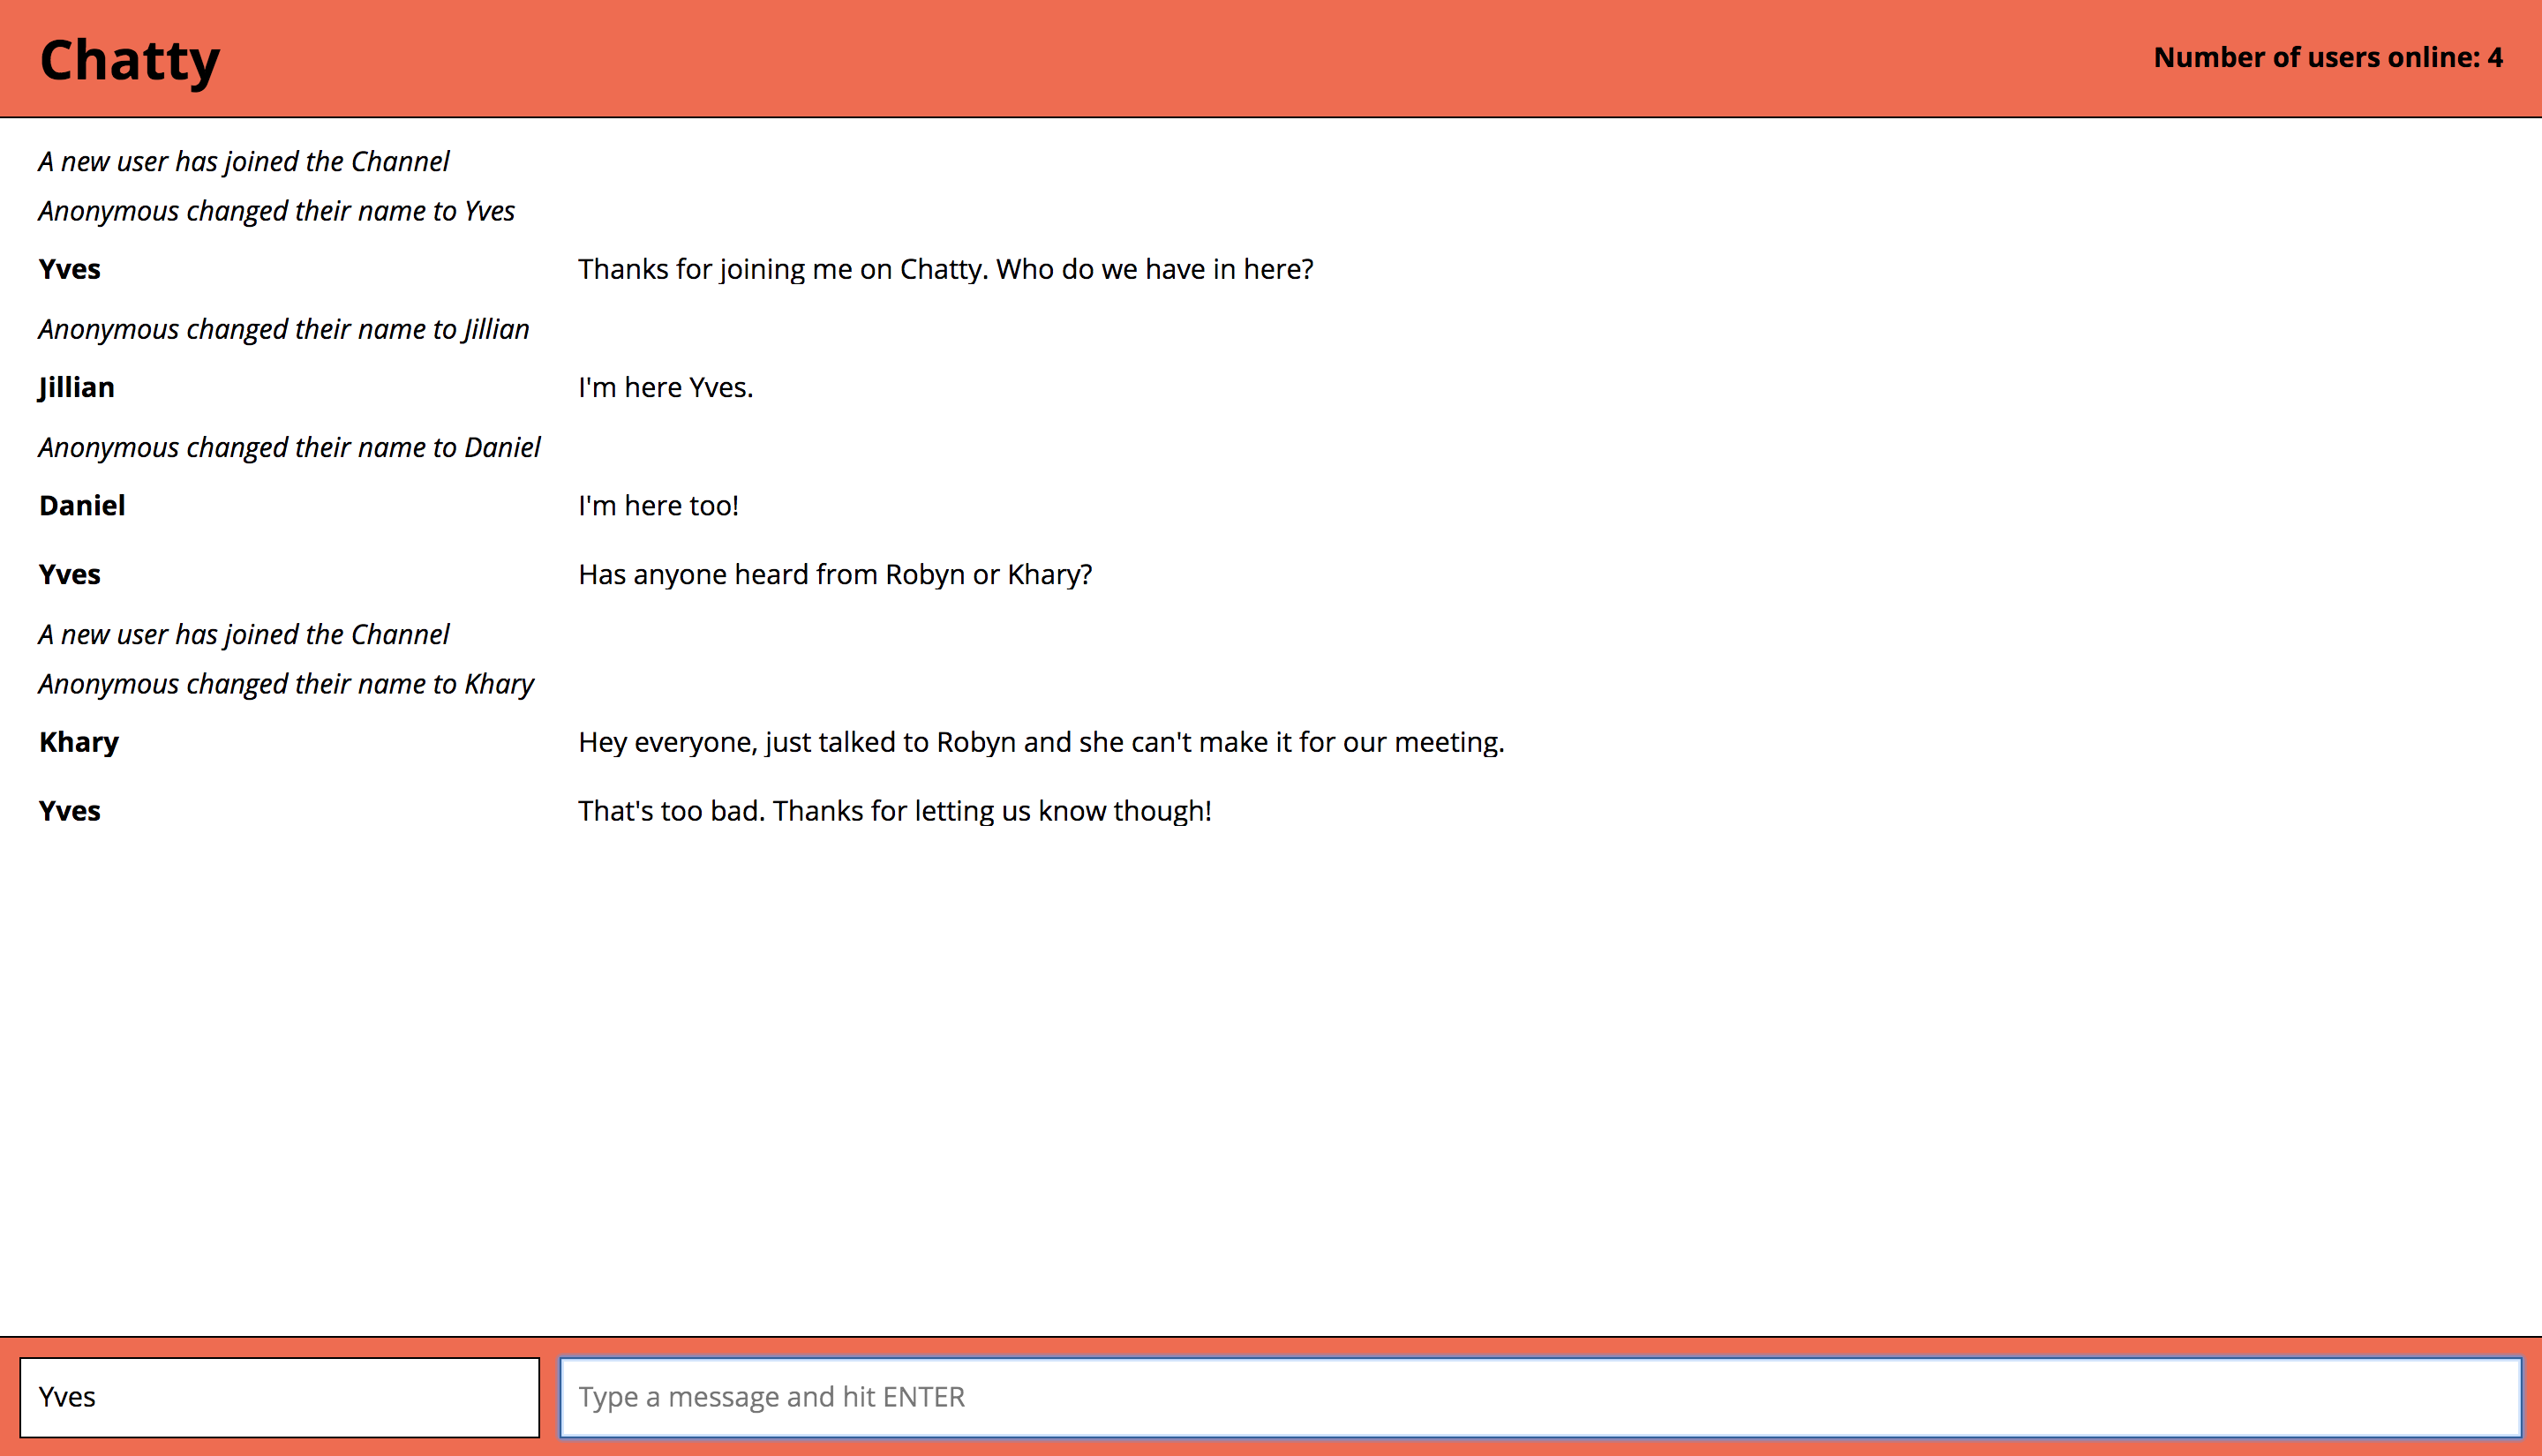 Chatty
Number of users online: 4
A new user has joined the Channel
Anonymous changed their name to Yves
Yves Thanks for joining me on Chatty. Who do we have in here?
Anonymous changed their name to Jillian
Jillian I'm here Yves.
Anonymous changed their name to Daniel
Daniel I'm here too!
Yves Has anyone heard from Robyn or Khary?
A new user has joined the Channel
Anonymous changed their name to Khary
Khary Hey everyone, just talked to Robyn and she can't make it for our meeting.
Yves That's too bad. Thanks for letting us know though!
Yves Type a message and hit ENTER